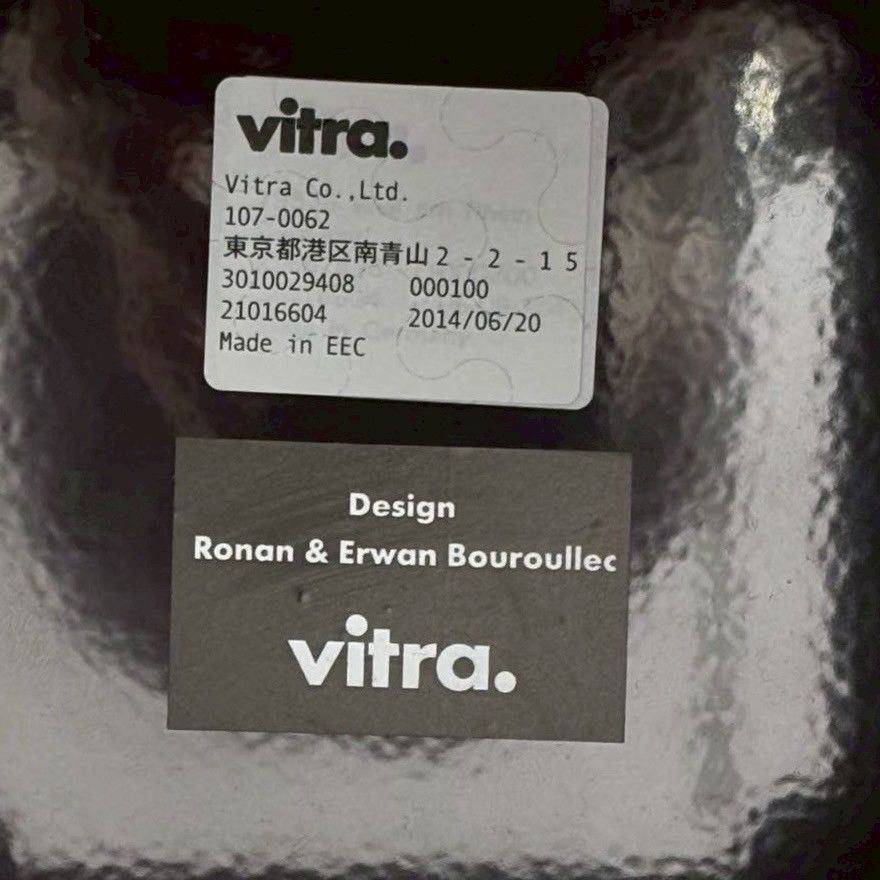 vitra.
Vitra Co.,Ltd.
107-0062
東京都港区南青山2-2-15
3010029408 000100
21016604 2014/06/20
Made in EEC
Design
Ronan & Erwan Bouroullec
vitra.